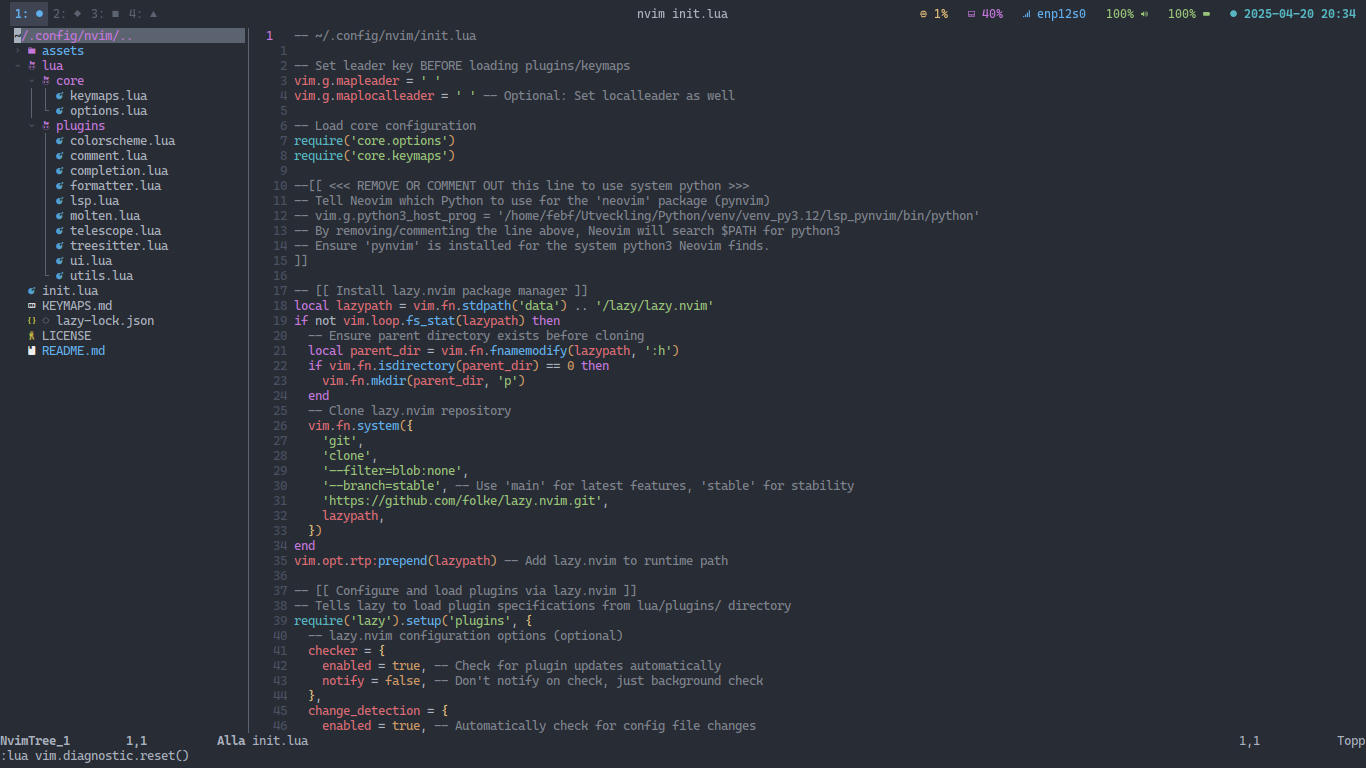 1: 2: 3: 4:
nvim init.lua
1% 40% enp12s0 100% 100% 2025-04-20 20:34
~/.config/nvim/..
assets
lua
core
keymaps.lua
options.lua
plugins
colorscheme.lua
comment.lua
completion.lua
formatter.lua
lsp.lua
molten.lua
telescope.lua
treesitter.lua
ui.lua
utils.lua
init.lua
KEYMAPS.md
{} lazy-lock.json
LICENSE
README.md
1 -- ~/.config/nvim/init.lua
1
2 -- Set leader key BEFORE loading plugins/keymaps
3 vim.g.mapleader = ' '
4 vim.g.maplocalleader = ' ' -- Optional: Set localleader as well
5
6 -- Load core configuration
7 require('core.options')
8 require('core.keymaps')
9
10 --[[ <<< REMOVE OR COMMENT OUT this line to use system python >>>
11 -- Tell Neovim which Python to use for the 'neovim' package (pynvim)
12 -- vim.g.python3_host_prog = '/home/febf/Utveckling/Python/venv/venv_py3.12/lsp_pynvim/bin/python'
13 -- By removing/commenting the line above, Neovim will search $PATH for python3
14 -- Ensure 'pynvim' is installed for the system python3 Neovim finds.
15 ]]
16
17 -- [[ Install lazy.nvim package manager ]]
18 local lazypath = vim.fn.stdpath('data') .. '/lazy/lazy.nvim'
19 if not vim.loop.fs_stat(lazypath) then
20 -- Ensure parent directory exists before cloning
21 local parent_dir = vim.fn.fnamemodify(lazypath, ':h')
22 if vim.fn.isdirectory(parent_dir) == 0 then
23 vim.fn.mkdir(parent_dir, 'p')
24 end
25 -- Clone lazy.nvim repository
26 vim.fn.system({
27 'git',
28 'clone',
29 '--filter=blob:none',
30 '--branch=stable', -- Use 'main' for latest features, 'stable' for stability
31 'https://github.com/folke/lazy.nvim.git',
32 lazypath,
33 })
34 end
35 vim.opt.rtp:prepend(lazypath) -- Add lazy.nvim to runtime path
36
37 -- [[ Configure and load plugins via lazy.nvim ]]
38 -- Tells lazy to load plugin specifications from lua/plugins/ directory
39 require('lazy').setup('plugins', {
40 -- lazy.nvim configuration options (optional)
41 checker = {
42 enabled = true, -- Check for plugin updates automatically
43 notify = false, -- Don't notify on check, just background check
44 },
45 change_detection = {
46 enabled = true, -- Automatically check for config file changes
NvimTree_1 1,1 Alla init.lua 1,1 Topp
:lua vim.diagnostic.reset()